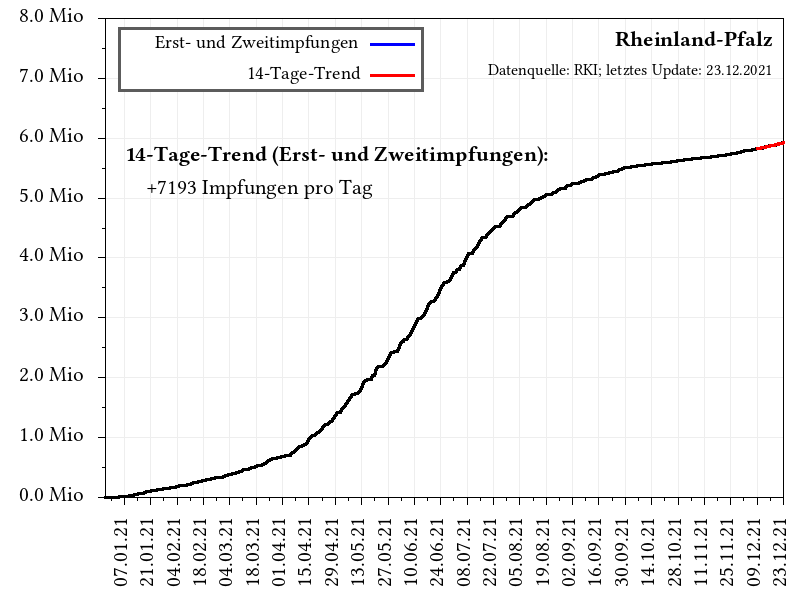 8.0 Mio
7.0 Mio
6.0 Mio
5.0 Mio
4.0 Mio
3.0 Mio
2.0 Mio
1.0 Mio
0.0 Mio
Erst- und Zweitimpfungen
14-Tage-Trend
Rheinland-Pfalz
Datenquelle: RKI; letztes Update: 23.12.2021
14-Tage-Trend (Erst- und Zweitimpfungen):
+7193 Impfungen pro Tag
07.01.21
21.01.21
04.02.21
18.02.21
04.03.21
18.03.21
01.04.21
15.04.21
29.04.21
13.05.21
27.05.21
10.06.21
24.06.21
08.07.21
22.07.21
05.08.21
19.08.21
02.09.21
16.09.21
30.09.21
14.10.21
28.10.21
11.11.21
25.11.21
09.12.21
23.12.21